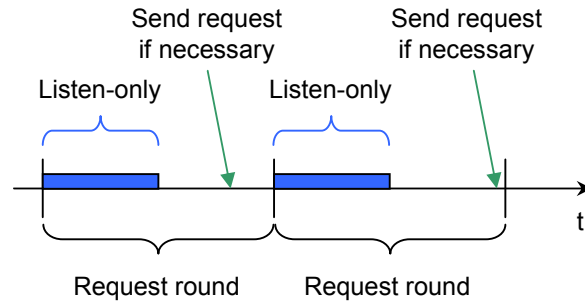 Send request
if necessary
Send request
if necessary
Listen-only
Listen-only
t
Request round
Request round